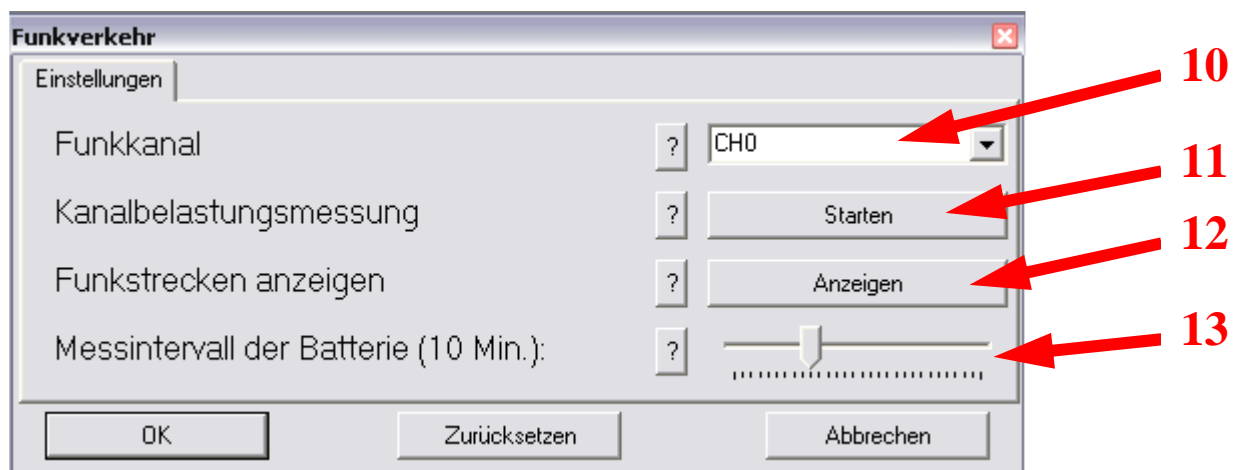 Funkverkehr
Einstellungen
10
Funkkanal ? CH0
11
Kanalbelastungsmessung ? Starten
12
Funkstrecken anzeigen ? Anzeigen
13
Messintervall der Batterie (10 Min.): ?
OK Zurücksetzen Abbrechen